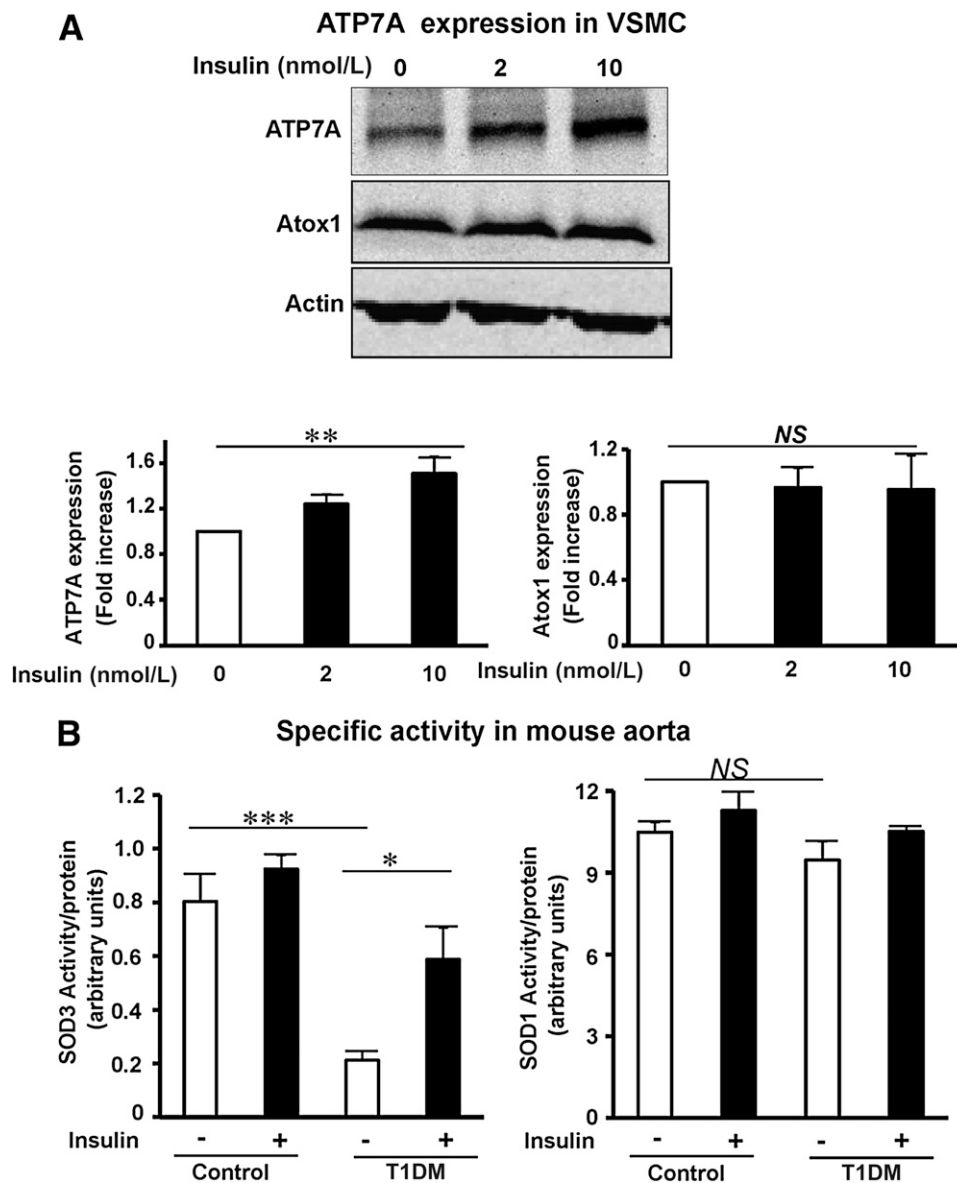 A
ATP7A expression in VSMC
Insulin (nmol/L) 0 2 10
ATP7A
Atox1
Actin
ATP7A expression
(Fold increase)
1.6
1.2
0.8
0.4
0
**
Insulin (nmol/L) 0 2 10
Atox1 expression
(Fold increase)
1.2
0.8
0.4
0
NS
Insulin (nmol/L) 0 2 10
B
Specific activity in mouse aorta
SOD3 Activity/protein
(arbitrary units)
1.2
1.0
0.8
0.6
0.4
0.2
0
***
*
Insulin - + - +
Control T1DM
SOD1 Activity/protein
(arbitrary units)
12
9
6
3
0
NS
Insulin - + - +
Control T1DM